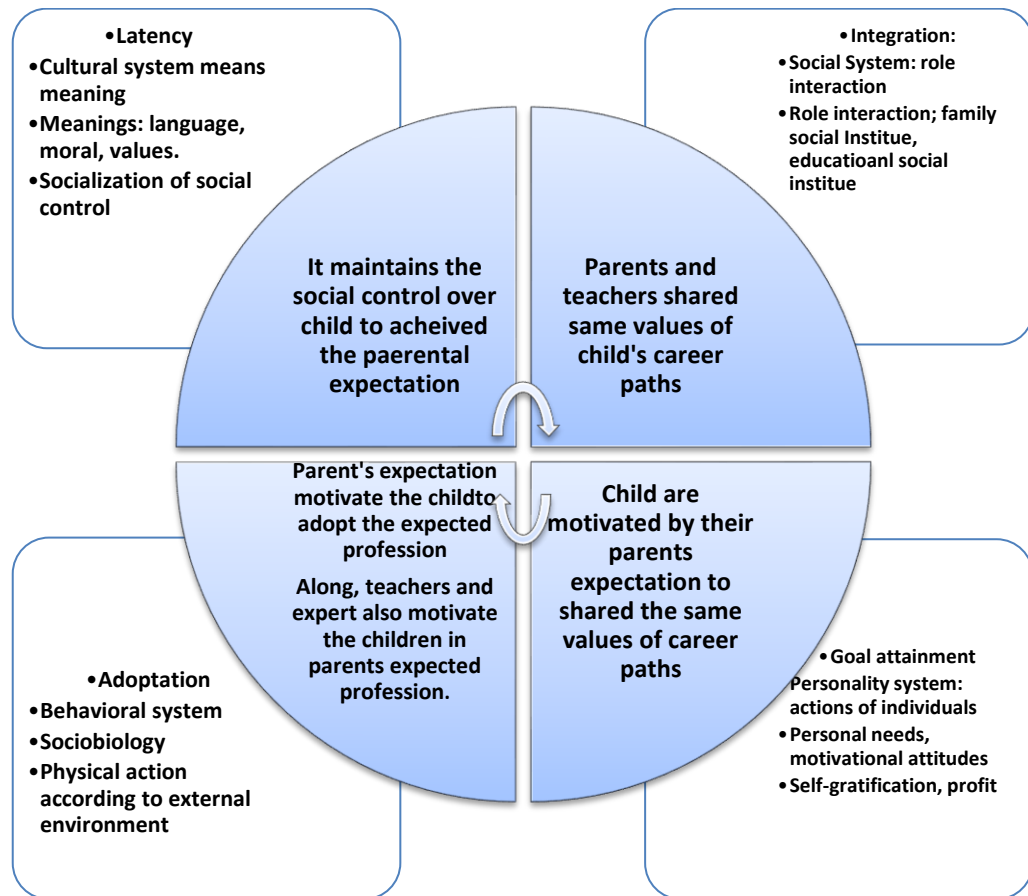 •Latency
•Cultural system means
meaning
•Meanings: language,
moral, values.
•Socialization of social
control
•Integration:
•Social System: role
interaction
•Role interaction; family
social Institue,
educatioanl social
institue
It maintains the
social control over
child to acheived
the paerental
expectation
Parents and
teachers shared
same values of
child's career
paths
Parent's expectation
motivate the childto
adopt the expected
profession
Along, teachers and
expert also motivate
the children in
parents expected
profession.
Child are
motivated by their
parents
expectation to
shared the same
values of career
paths
•Adoptation
•Behavioral system
•Sociobiology
•Physical action
according to external
environment
•Goal attainment
Personality system:
actions of individuals
•Personal needs,
motivational attitudes
•Self-gratification, profit